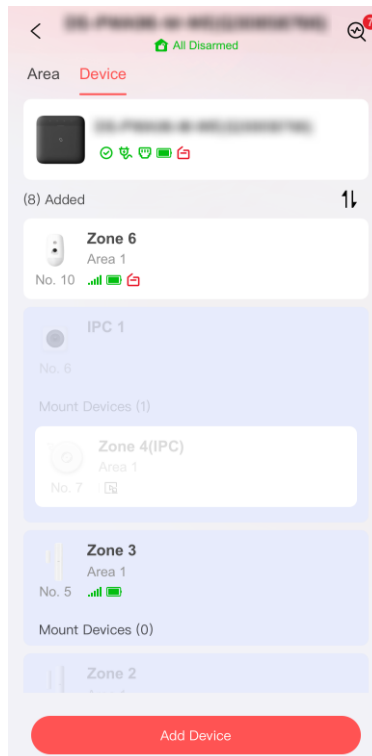 7
All Disarmed
Area Device
(8) Added
Zone 6
Area 1
No. 10
IPC 1
No. 6
Mount Devices (1)
Zone 4(IPC)
Area 1
No. 7
Zone 3
Area 1
No. 5
Mount Devices (0)
Zone 2
Add Device